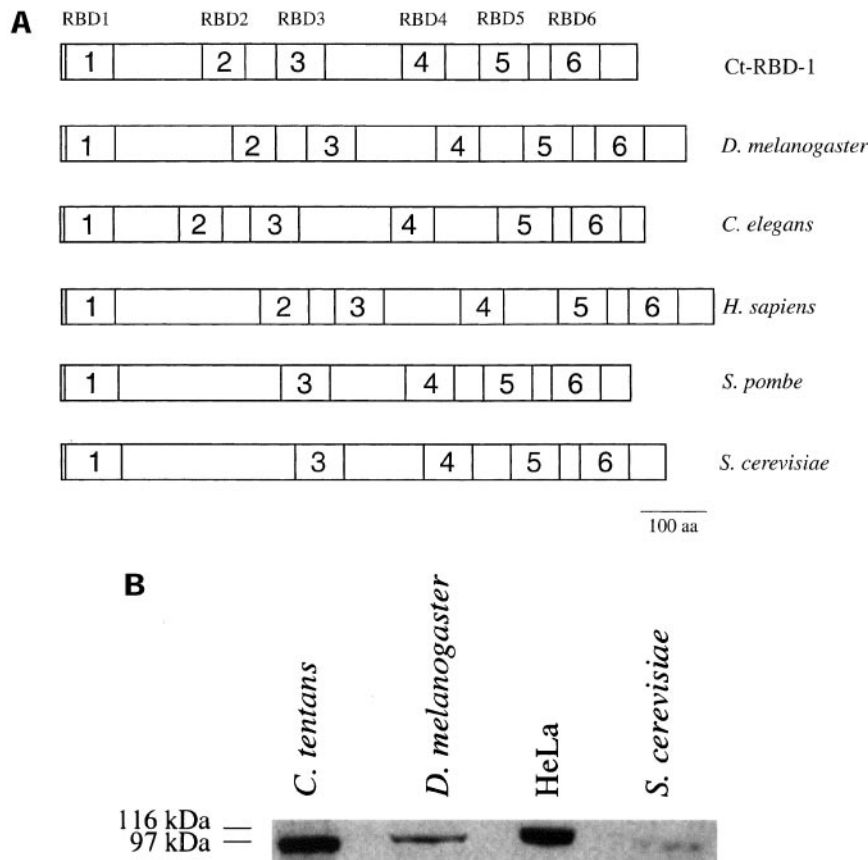 A
RBD1 RBD2 RBD3 RBD4 RBD5 RBD6
1 2 3 4 5 6 Ct-RBD-1
1 2 3 4 5 6 D. melanogaster
1 2 3 4 5 6 C. elegans
1 2 3 4 5 6 H. sapiens
1 3 4 5 6 S. pombe
1 3 4 5 6 S. cerevisiae
100 aa
B
C. tentans
D. melanogaster
HeLa
S. cerevisiae
116 kDa
97 kDa